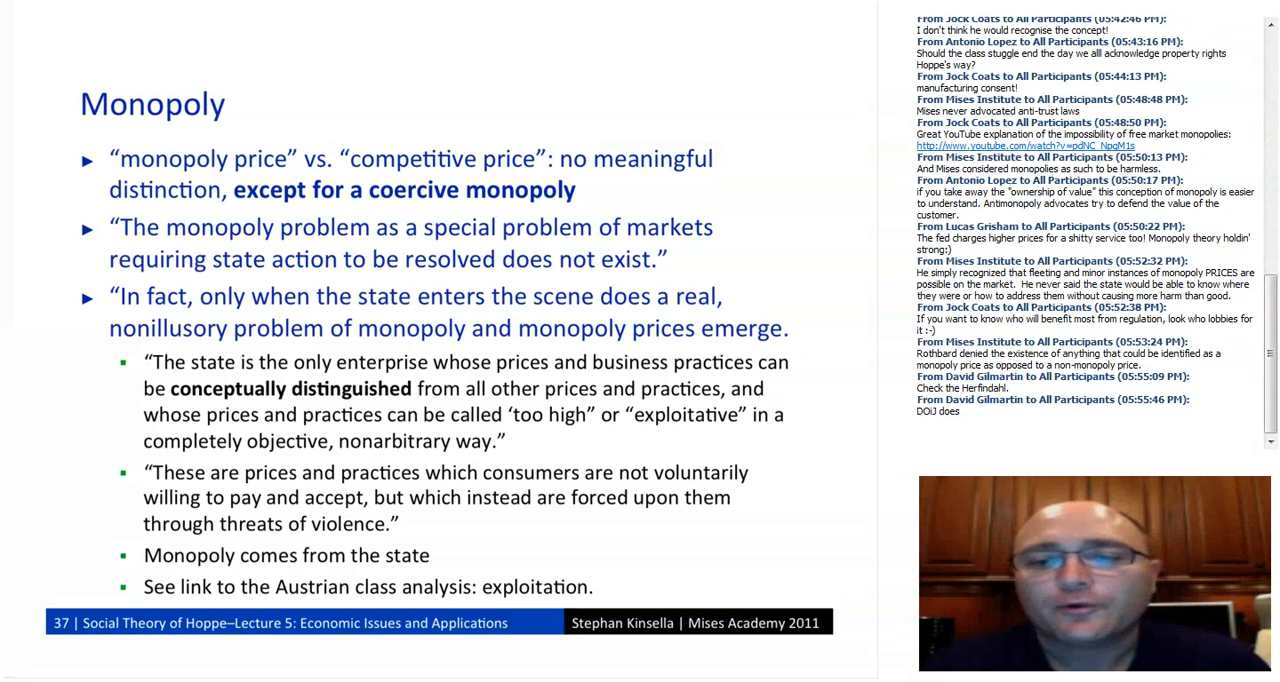 Monopoly
► “monopoly price” vs. “competitive price”: no meaningful
distinction, except for a coercive monopoly
► “The monopoly problem as a special problem of markets
requiring state action to be resolved does not exist.”
► “In fact, only when the state enters the scene does a real,
nonillusory problem of monopoly and monopoly prices emerge.
▪ “The state is the only enterprise whose prices and business practices can
be conceptually distinguished from all other prices and practices, and
whose prices and practices can be called ‘too high” or “exploitative” in a
completely objective, nonarbitrary way.”
▪ “These are prices and practices which consumers are not voluntarily
willing to pay and accept, but which instead are forced upon them
through threats of violence.”
▪ Monopoly comes from the state
▪ See link to the Austrian class analysis: exploitation.
37 | Social Theory of Hoppe–Lecture 5: Economic Issues and Applications
Stephan Kinsella | Mises Academy 2011
From Jock Coats to All Participants (05:42:46 PM):
I don't think he would recognise the concept!
From Antonio Lopez to All Participants (05:43:16 PM):
Should the class stuggle end the day we alll acknowledge property rights
Hoppe's way?
From Jock Coats to All Participants (05:44:13 PM):
manufacturing consent!
From Mises Institute to All Participants (05:48:48 PM):
Mises never advocated anti-trust laws
From Jock Coats to All Participants (05:48:50 PM):
Great YouTube explanation of the impossibility of free market monopolies:
http://www.youtube.com/watch?v=pdNC_NpqM1s
From Mises Institute to All Participants (05:50:13 PM):
And Mises considered monopolies as such to be harmless.
From Antonio Lopez to All Participants (05:50:17 PM):
if you take away the "ownership of value" this conception of monopoly is easier
to understand. Antimonopoly advocates try to defend the value of the
customer.
From Lucas Grisham to All Participants (05:50:22 PM):
The fed charges higher prices for a shitty service too! Monopoly theory holdin'
strong:)
From Mises Institute to All Participants (05:52:32 PM):
He simply recognized that fleeting and minor instances of monopoly PRICES are
possible on the market. He never said the state would be able to know where
they were or how to address them without causing more harm than good.
From Jock Coats to All Participants (05:52:38 PM):
If you want to know who will benefit most from regulation, look who lobbies for
it :-)
From Mises Institute to All Participants (05:53:24 PM):
Rothbard denied the existence of anything that could be identified as a
monopoly price as opposed to a non-monopoly price.
From David Gilmartin to All Participants (05:55:09 PM):
Check the Herfindahl.
From David Gilmartin to All Participants (05:55:46 PM):
DOiJ does